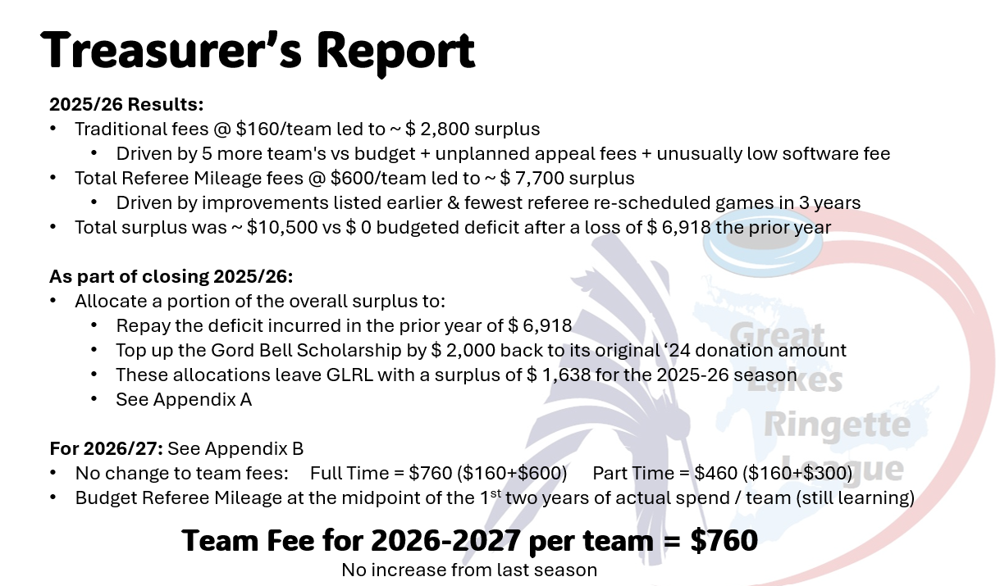 Treasurer’s Report
2025/26 Results:
• Traditional fees @ $160/team led to ~ $ 2,800 surplus
• Driven by 5 more team's vs budget + unplanned appeal fees + unusually low software fee
• Total Referee Mileage fees @ $600/team led to ~ $ 7,700 surplus
• Driven by improvements listed earlier & fewest referee re-scheduled games in 3 years
• Total surplus was ~ $10,500 vs $ 0 budgeted deficit after a loss of $ 6,918 the prior year
As part of closing 2025/26:
• Allocate a portion of the overall surplus to:
• Repay the deficit incurred in the prior year of $ 6,918
• Top up the Gord Bell Scholarship by $ 2,000 back to its original ‘24 donation amount
• These allocations leave GLRL with a surplus of $ 1,638 for the 2025-26 season
• See Appendix A
For 2026/27: See Appendix B
• No change to team fees: Full Time = $760 ($160+$600) Part Time = $460 ($160+$300)
• Budget Referee Mileage at the midpoint of the 1st two years of actual spend / team (still learning)
Team Fee for 2026-2027 per team = $760
No increase from last season
Great
Lakes
Ringette
League